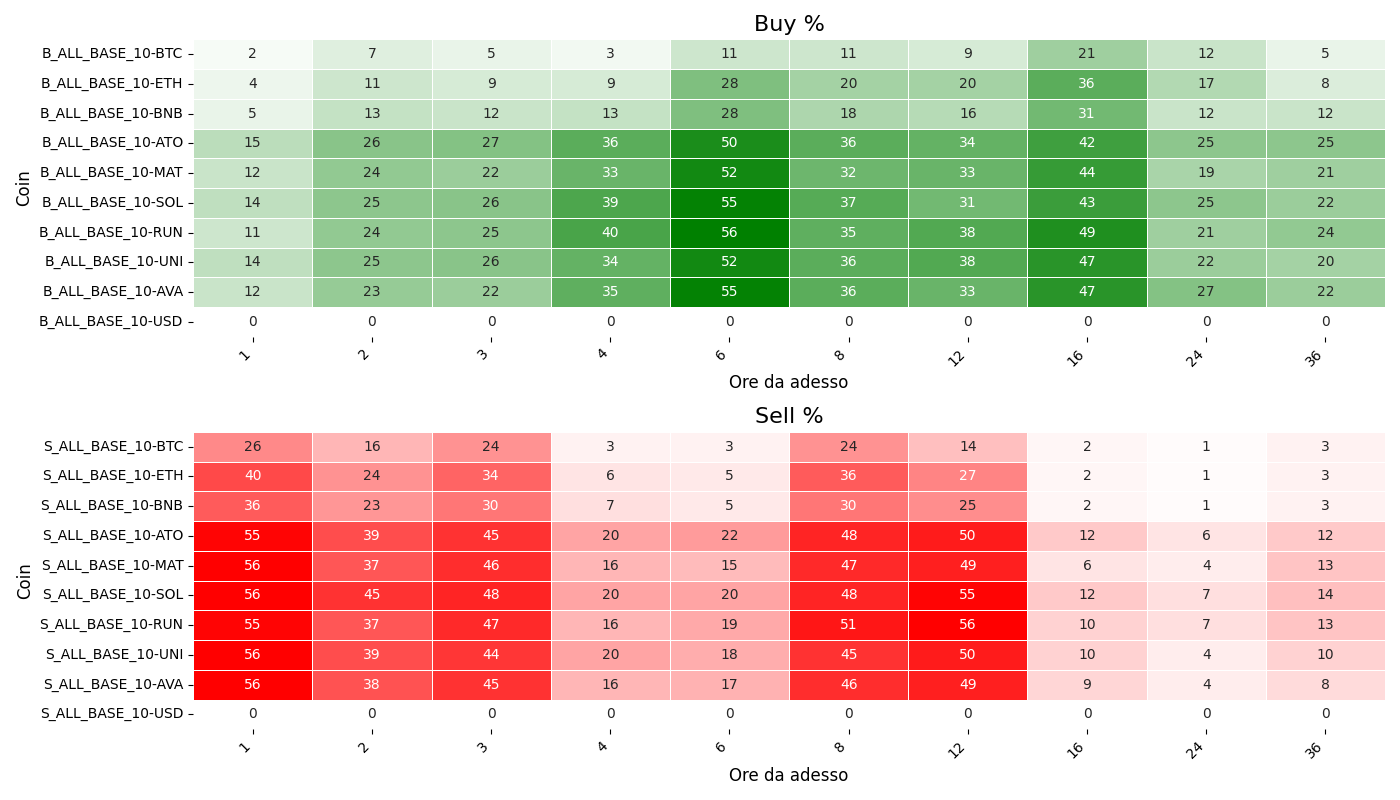 Buy %
Coin
B_ALL_BASE_10-BTC 2 7 5 3 11 11 9 21 12 5
B_ALL_BASE_10-ETH 4 11 9 9 28 20 20 36 17 8
B_ALL_BASE_10-BNB 5 13 12 13 28 18 16 31 12 12
B_ALL_BASE_10-ATO 15 26 27 36 50 36 34 42 25 25
B_ALL_BASE_10-MAT 12 24 22 33 52 32 33 44 19 21
B_ALL_BASE_10-SOL 14 25 26 39 55 37 31 43 25 22
B_ALL_BASE_10-RUN 11 24 25 40 56 35 38 49 21 24
B_ALL_BASE_10-UNI 14 25 26 34 52 36 38 47 22 20
B_ALL_BASE_10-AVA 12 23 22 35 55 36 33 47 27 22
B_ALL_BASE_10-USD 0 0 0 0 0 0 0 0 0 0
1 2 3 4 6 8 12 16 24 36
Ore da adesso
Sell %
Coin
S_ALL_BASE_10-BTC 26 16 24 3 3 24 14 2 1 3
S_ALL_BASE_10-ETH 40 24 34 6 5 36 27 2 1 3
S_ALL_BASE_10-BNB 36 23 30 7 5 30 25 2 1 3
S_ALL_BASE_10-ATO 55 39 45 20 22 48 50 12 6 12
S_ALL_BASE_10-MAT 56 37 46 16 15 47 49 6 4 13
S_ALL_BASE_10-SOL 56 45 48 20 20 48 55 12 7 14
S_ALL_BASE_10-RUN 55 37 47 16 19 51 56 10 7 13
S_ALL_BASE_10-UNI 56 39 44 20 18 45 50 10 4 10
S_ALL_BASE_10-AVA 56 38 45 16 17 46 49 9 4 8
S_ALL_BASE_10-USD 0 0 0 0 0 0 0 0 0 0
1 2 3 4 6 8 12 16 24 36
Ore da adesso